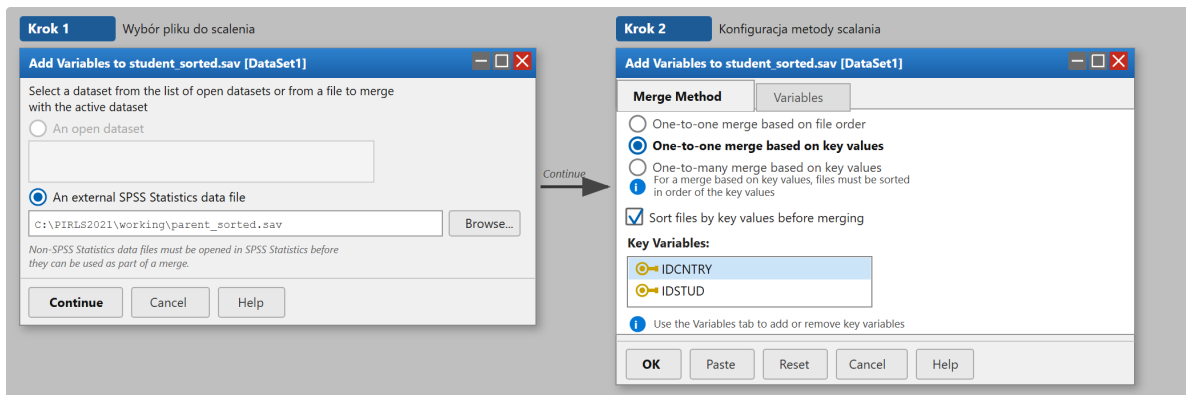 Krok 1
Wybór pliku do scalenia
Add Variables to student_sorted.sav [DataSet1]
Select a dataset from the list of open datasets or from a file to merge
with the active dataset
An open dataset
An external SPSS Statistics data file
C:\PIRLS2021\working\parent_sorted.sav
Browse...
Non-SPSS Statistics data files must be opened in SPSS Statistics before
they can be used as part of a merge.
Continue
Cancel
Help
Continue
Krok 2
Konfiguracja metody scalania
Add Variables to student_sorted.sav [DataSet1]
Merge Method
Variables
One-to-one merge based on file order
One-to-one merge based on key values
One-to-many merge based on key values
For a merge based on key values, files must be sorted
in order of the key values
Sort files by key values before merging
Key Variables:
IDCNTRY
IDSTUD
Use the Variables tab to add or remove key variables
OK
Paste
Reset
Cancel
Help